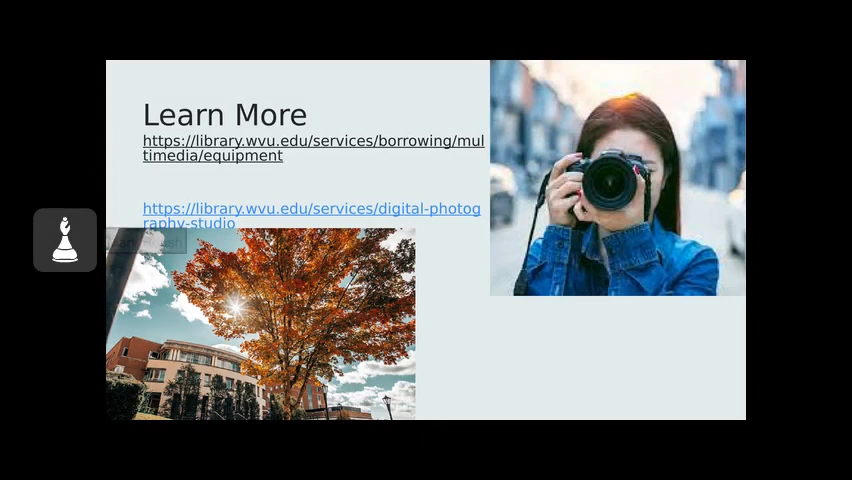 Learn More
https://library.wvu.edu/services/borrowing/mul
timedia/equipment
https://library.wvu.edu/services/digital-photog
raphy-studio